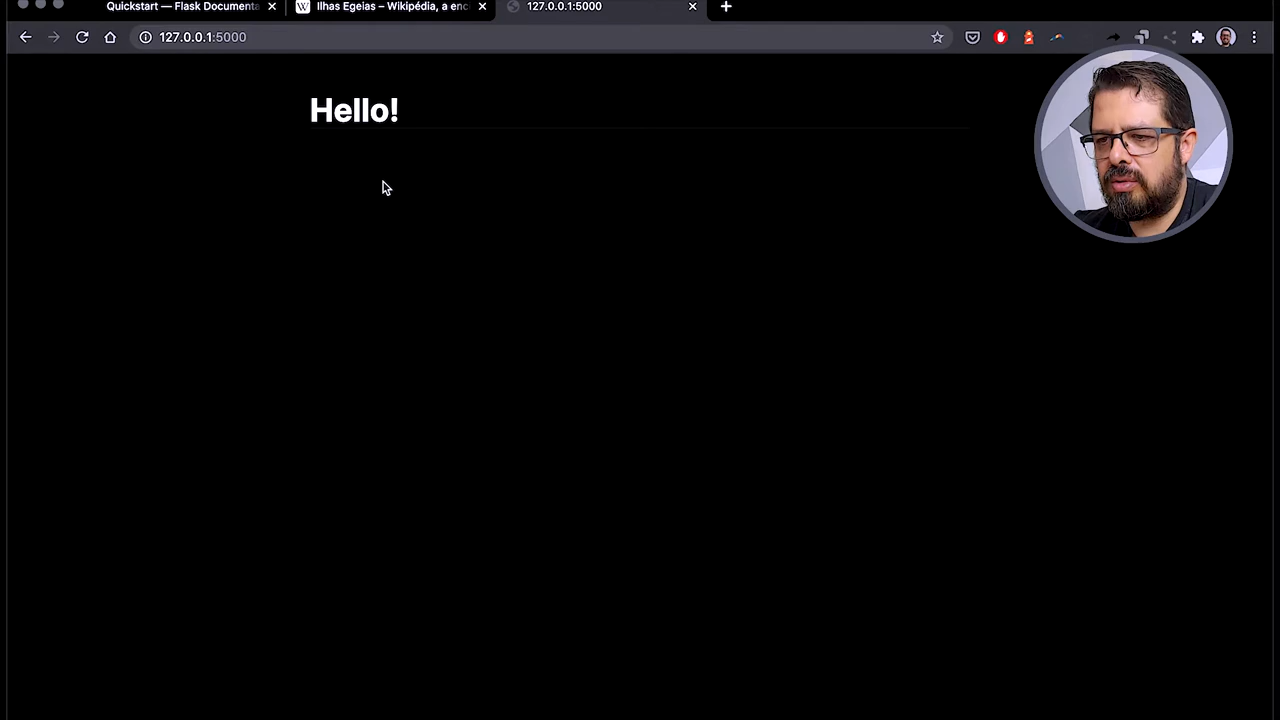 Quickstart — Flask Documenta
Ilhas Egeias – Wikipédia, a enc
127.0.0.1:5000
127.0.0.1:5000
Hello!